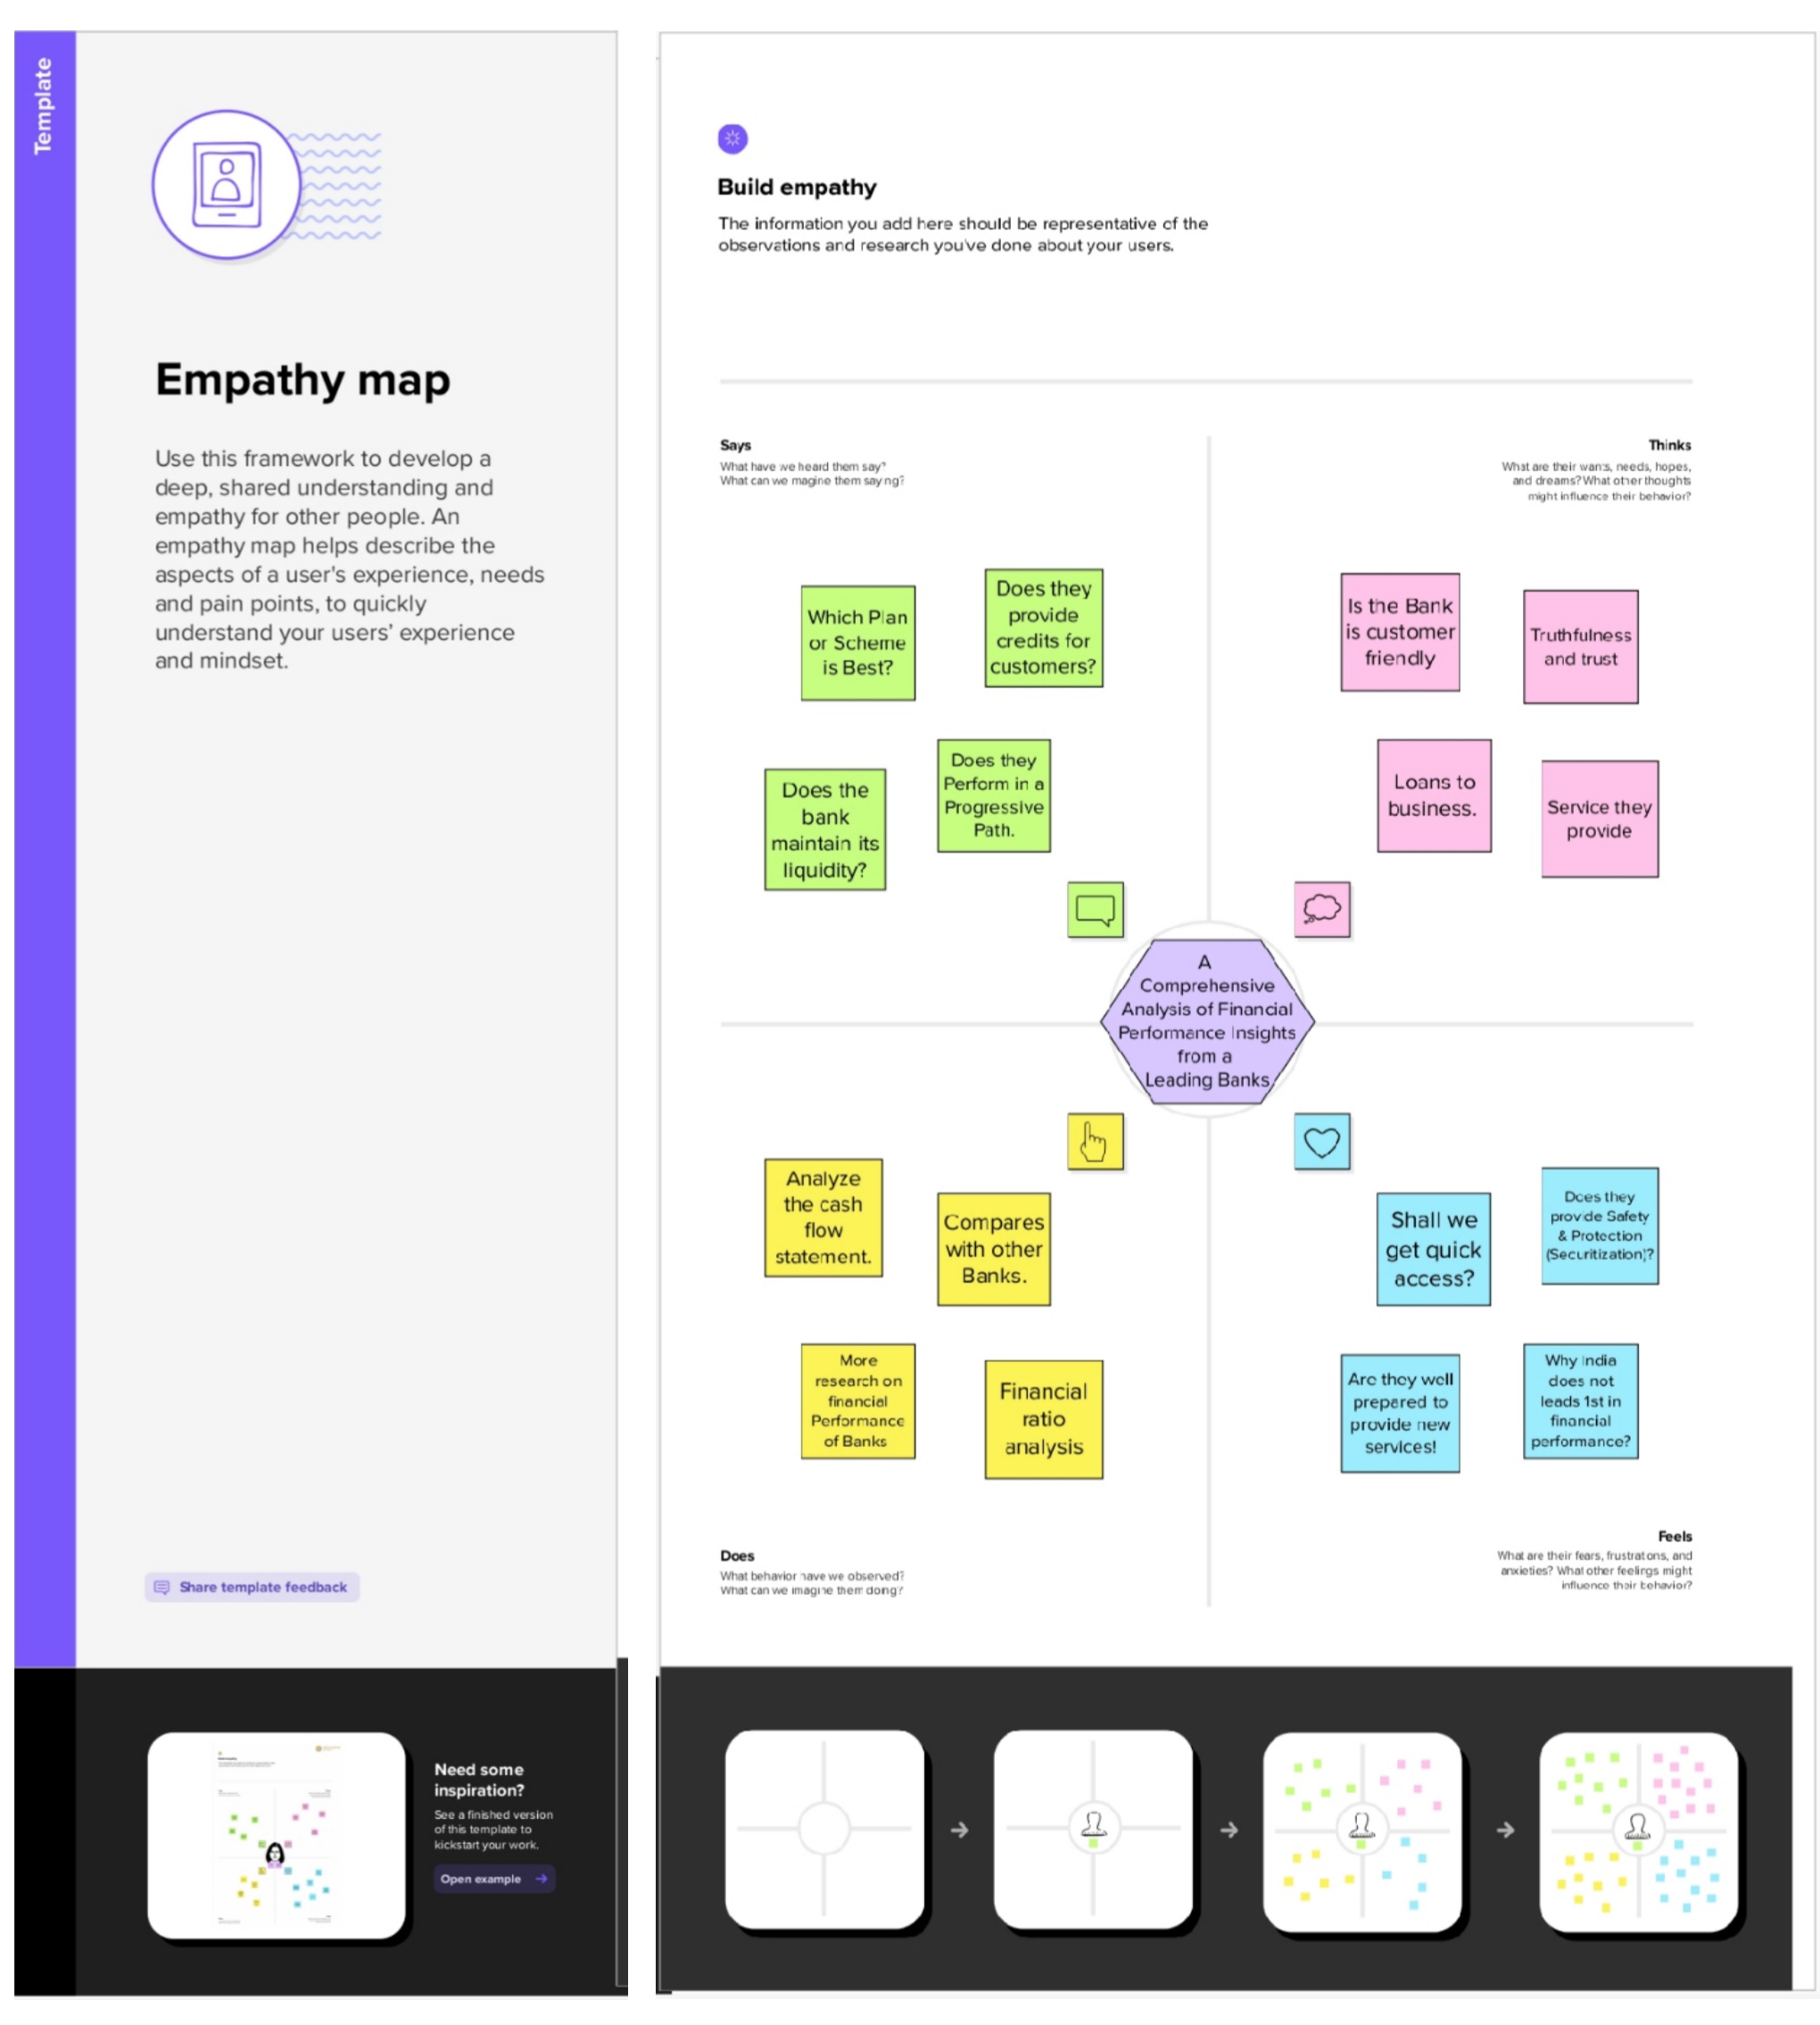 Template
Empathy map
Use this framework to develop a
deep, shared understanding and
empathy for other people. An
empathy map helps describe the
aspects of a user's experience, needs
and pain points, to quickly
understand your users' experience
and mindset.
Share template feedback
Need some
inspiration?
See a finished version
of this template to
kickstart your work.
Open example
Build empathy
The information you add here should be representative of the
observations and research you've done about your users.
Says
What have we heard them say?
What can we imagine them saying?
Thinks
What are their wants, needs, hopes,
and dreams? What other thoughts
might influence their behavior?
Which Plan
or Scheme
is Best?
Does they
provide
credits for
customers?
Does the
bank
maintain its
liquidity?
Does they
Perform in a
Progressive
Path.
Is the Bank
is customer
friendly
Truthfulness
and trust
Loans to
business.
Service they
provide
A
Comprehensive
Analysis of Financial
Performance Insights
from a
Leading Banks
Analyze
the cash
flow
statement.
Compares
with other
Banks.
More
research on
financial
Performance
of Banks
Financial
ratio
analysis
Shall we
get quick
access?
Does they
provide Safety
& Protection
(Securitization)?
Are they well
prepared to
provide new
services!
Why India
does not
leads 1st in
financial
performance?
Does
What behavior have we observed?
What can we imagine them doing?
Feels
What are their fears, frustrations, and
anxieties? What other feelings might
influence their behavior?